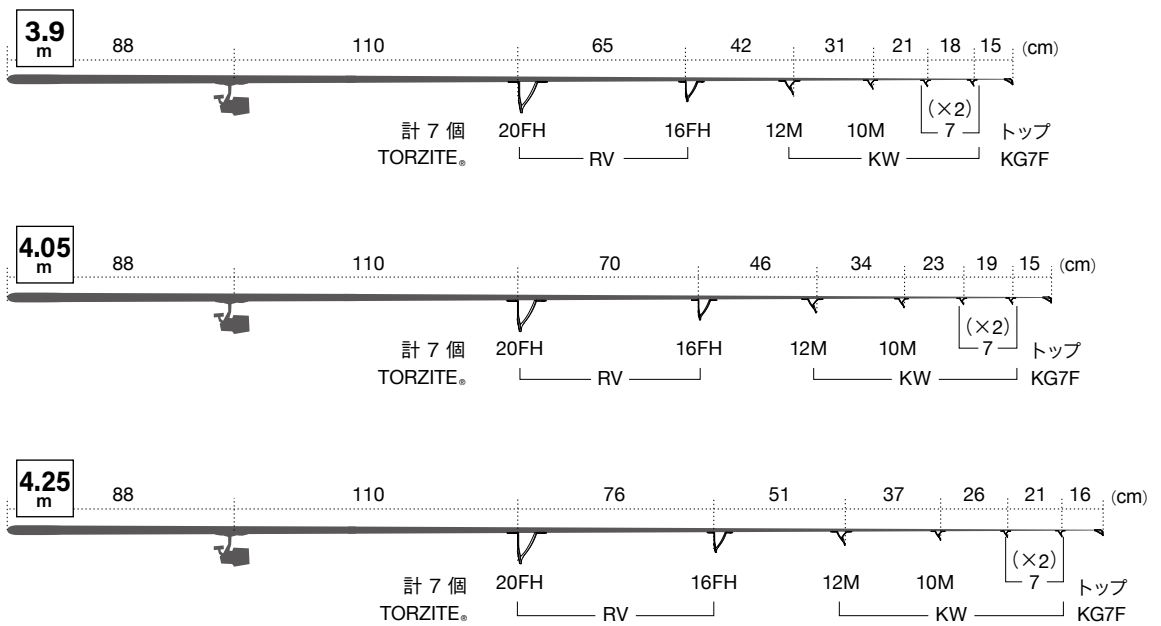 3.9
m
88 110 65 42 31 21 18 15 (cm)
(×2)
計 7 個 20FH 16FH 12M 10M 7 トップ
TORZITE® RV KW KG7F
4.05
m
88 110 70 46 34 23 19 15 (cm)
(×2)
計 7 個 20FH 16FH 12M 10M 7 トップ
TORZITE® RV KW KG7F
4.25
m
88 110 76 51 37 26 21 16 (cm)
(×2)
計 7 個 20FH 16FH 12M 10M 7 トップ
TORZITE® RV KW KG7F